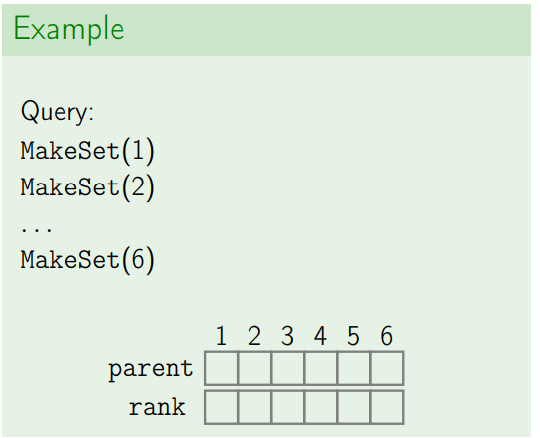 Example
Query:
MakeSet(1)
MakeSet(2)
...
MakeSet(6)
1 2 3 4 5 6
parent
rank